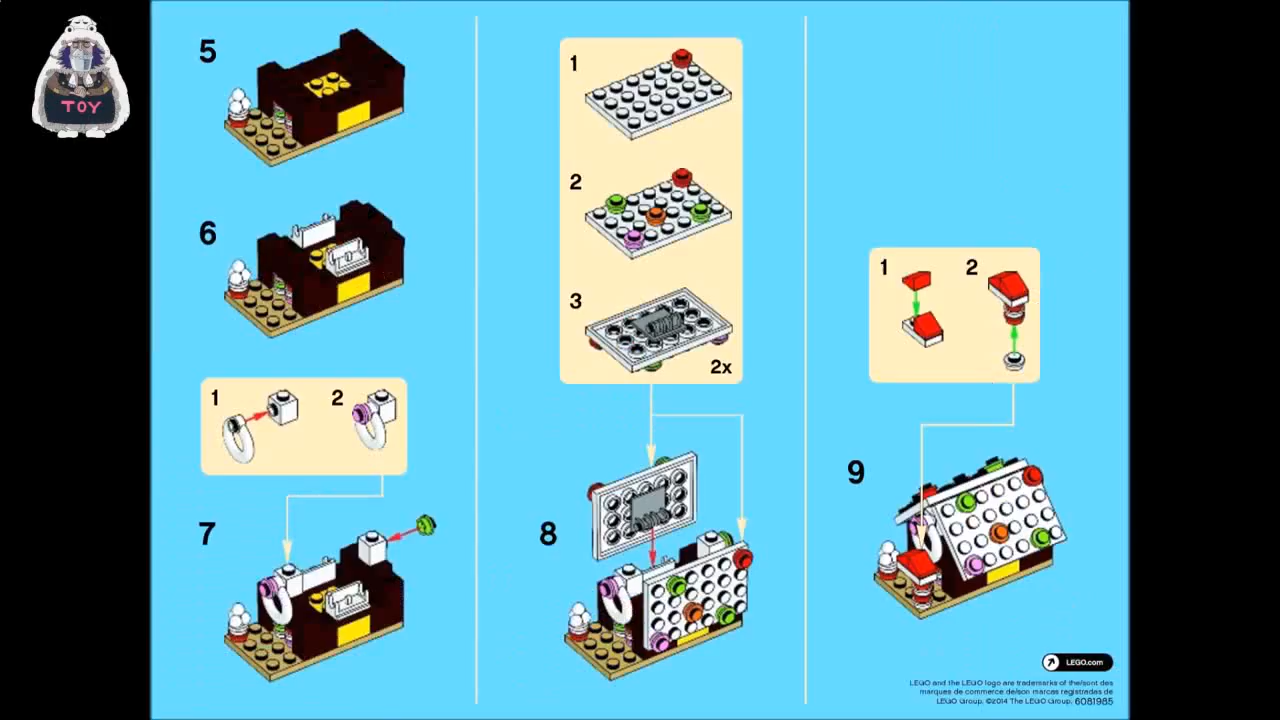 TOY
5
6
1
2
7
1
2
3
2x
8
1
2
9
LEGO.com
LEGO and the LEGO logo are trademarks of the/sont des
marques de commerce de/son marcas registradas de
LEGO Group. ©2014 The LEGO Group. 6081985